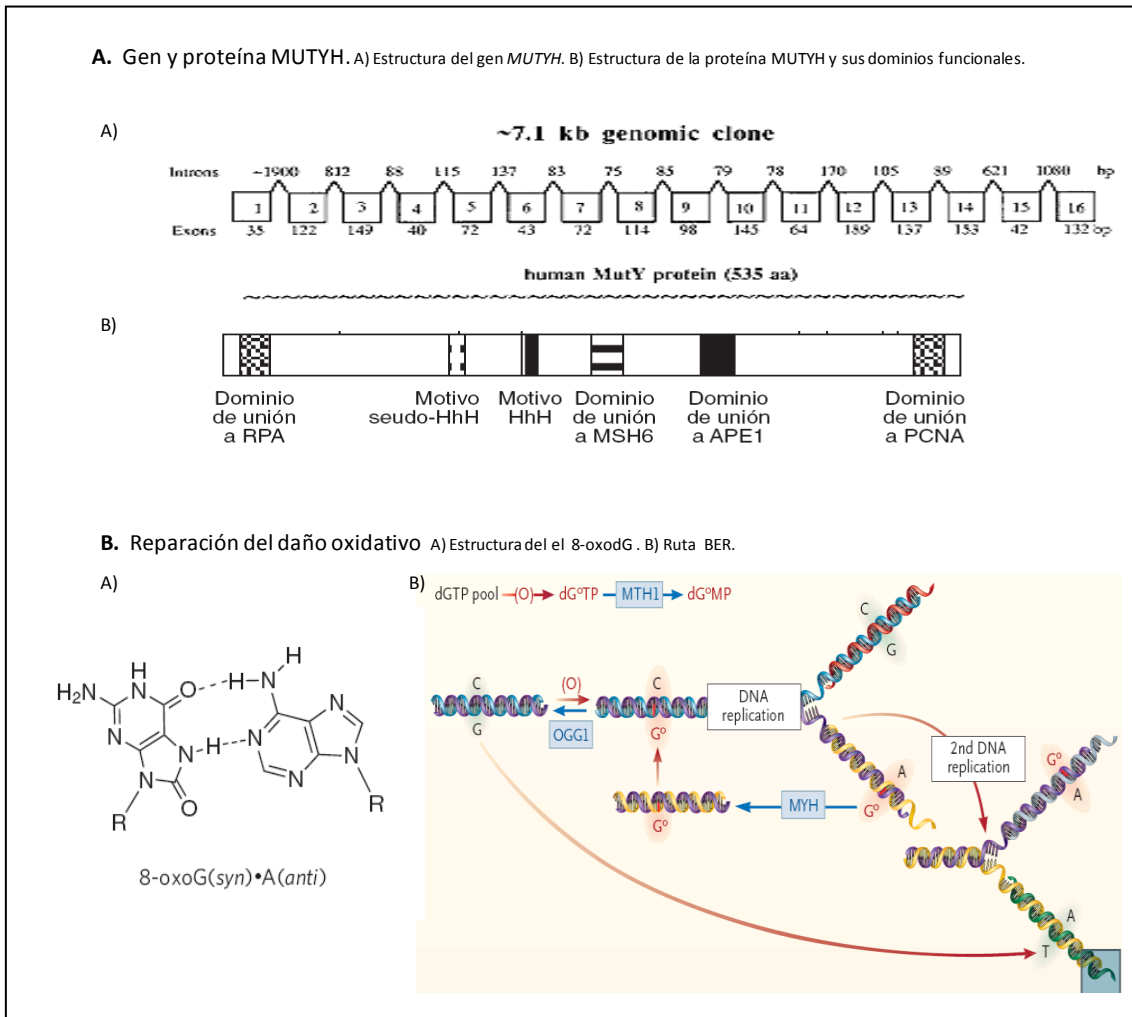 A. Gen y proteína MUTYH. A) Estructura del gen MUTYH. B) Estructura de la proteína MUTYH y sus dominios funcionales.
A)
~7.1 kb genomic clone
Introns ~1900 812 88 115 137 83 75 85 79 78 170 105 89 621 1080 bp
1 2 3 4 5 6 7 8 9 10 11 12 13 14 15 16
Exons 35 122 149 40 72 43 72 114 98 145 64 189 137 153 42 132 bp
human MutY protein (535 aa)
B)
Dominio de unión a RPA
Motivo seudo-HhH
Motivo HhH
Dominio de unión a MSH6
Dominio de unión a APE1
Dominio de unión a PCNA
B. Reparación del daño oxidativo A) Estructura del el 8-oxodG . B) Ruta BER.
A)
H
H2N N NH O H N H
N N H N N
N O N N
R R
8-oxoG(syn)•A(anti)
B)
dGTP pool (O) dG°TP MTH1 dG°MP
C
G
C (O) C
G OGG1 G°
DNA replication
2nd DNA replication
G°
A
A
G° MYH G°
A
T